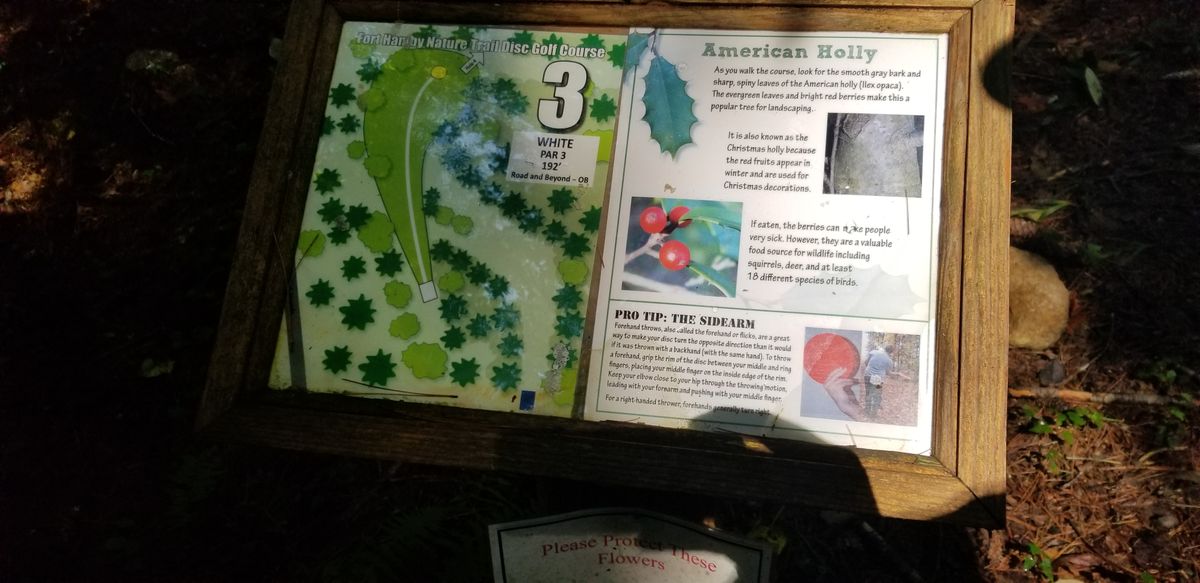 Fort Hamby Nature Trail Disc Golf Course
3
WHITE
PAR 3
192'
Road and Beyond – OB
American Holly
As you walk the course, look for the smooth gray bark and
sharp, spiny leaves of the American holly (Ilex opaca).
The evergreen leaves and bright red berries make this a
popular tree for landscaping.
It is also known as the
Christmas holly because
the red fruits appear in
winter and are used for
Christmas decorations.
If eaten, the berries can make people
very sick. However, they are a valuable
food source for wildlife including
squirrels, deer, and at least
18 different species of birds.
PRO TIP: THE SIDEARM
Forehand throws, also called the forehand or flicks, are a great
way to make your disc turn the opposite direction than it would
if it was thrown with a backhand (with the same hand). To throw
a forehand, grip the rim of the disc between your middle and ring
fingers, placing your middle finger on the inside edge of the rim.
Keep your elbow close to your hip through the throwing motion,
leading with your forearm and pushing with your middle finger.
For a right-handed thrower, forehands generally turn right.
Please Protect These
Flowers